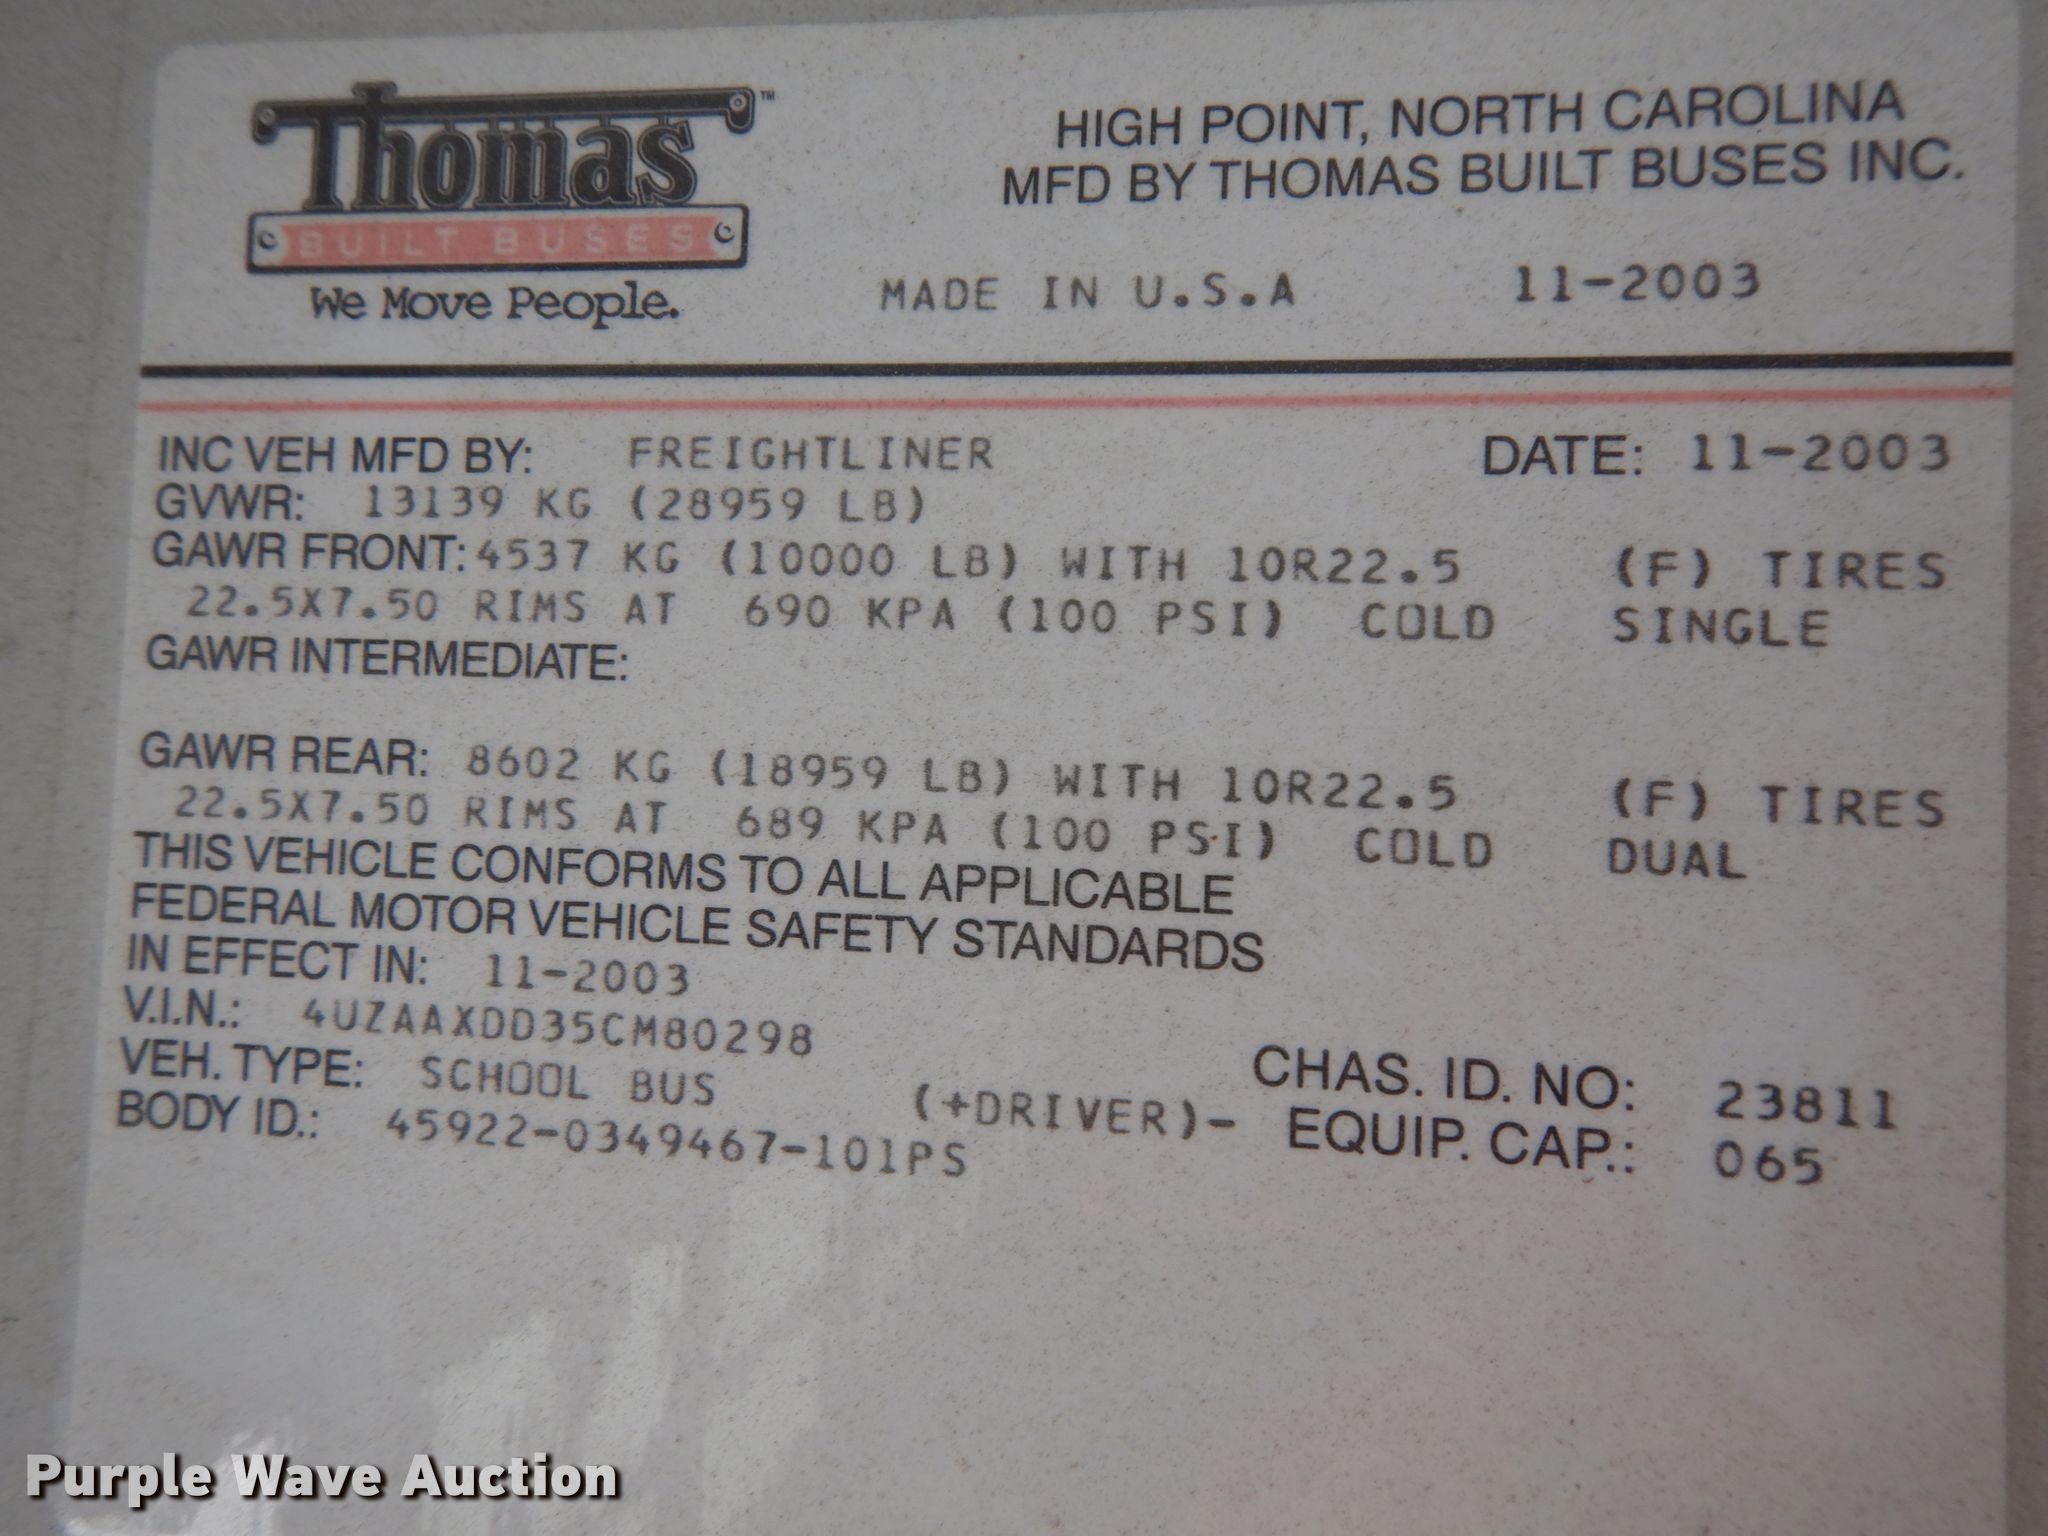 Thomas™
BUILT BUSES
We Move People.
HIGH POINT, NORTH CAROLINA
MFD BY THOMAS BUILT BUSES INC.
MADE IN U.S.A 11-2003
INC VEH MFD BY: FREIGHTLINER DATE: 11-2003
GVWR: 13139 KG (28959 LB)
GAWR FRONT: 4537 KG (10000 LB) WITH 10R22.5 (F) TIRES
22.5X7.50 RIMS AT 690 KPA (100 PSI) COLD SINGLE
GAWR INTERMEDIATE:
GAWR REAR: 8602 KG (18959 LB) WITH 10R22.5 (F) TIRES
22.5X7.50 RIMS AT 689 KPA (100 PSI) COLD DUAL
THIS VEHICLE CONFORMS TO ALL APPLICABLE
FEDERAL MOTOR VEHICLE SAFETY STANDARDS
IN EFFECT IN: 11-2003
V.I.N.: 4UZAAXDD35CM80298
VEH. TYPE: SCHOOL BUS CHAS. ID. NO: 23811
BODY ID.: 45922-0349467-101PS (+DRIVER)- EQUIP. CAP.: 065
Purple Wave Auction